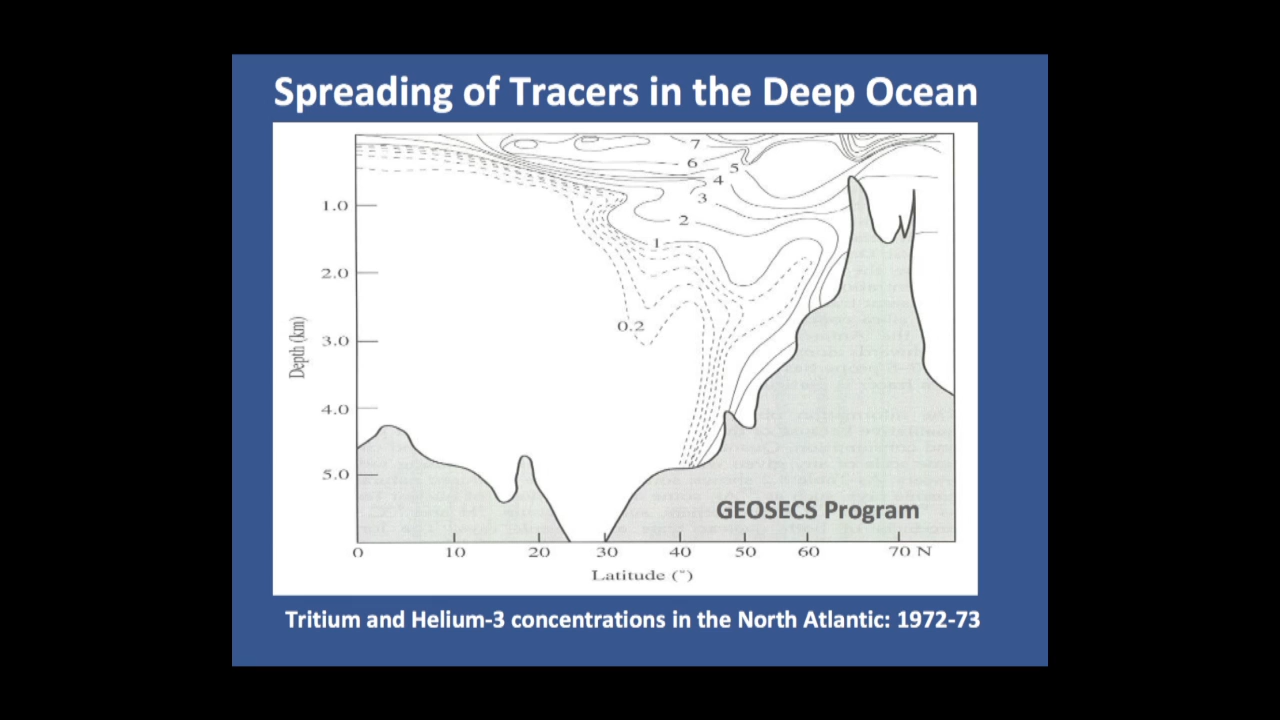 Spreading of Tracers in the Deep Ocean
7
6
5
4
3
1.0
2
1
2.0
0.2
3.0
Depth (km)
4.0
5.0
GEOSECS Program
0 10 20 30 40 50 60 70 N
Latitude (°)
Tritium and Helium-3 concentrations in the North Atlantic: 1972-73